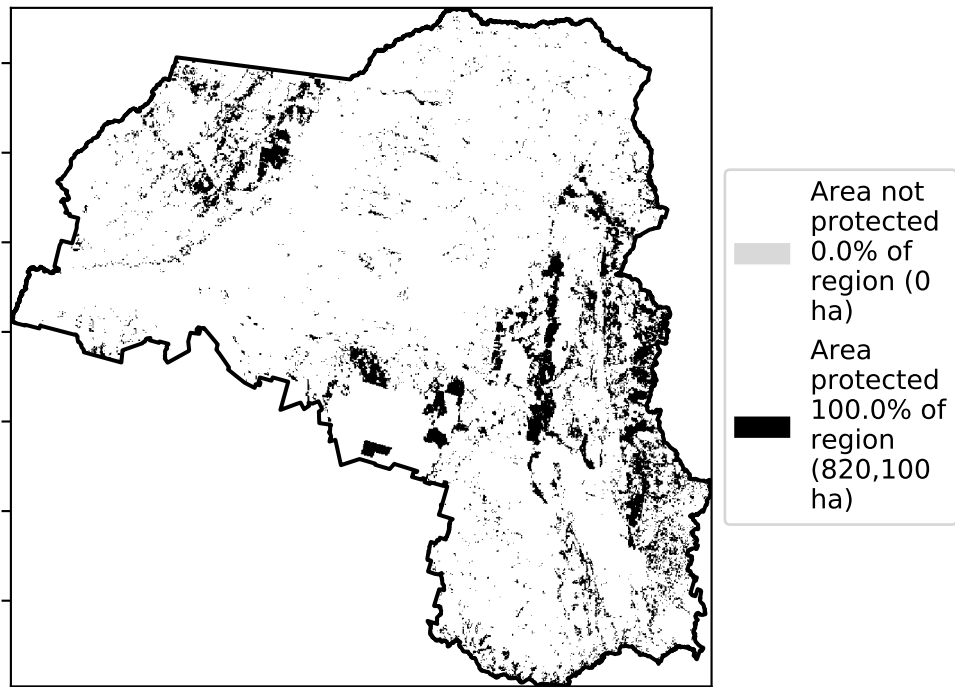 Area not
protected
0.0% of
region (0
ha)
Area
protected
100.0% of
region
(820,100
ha)